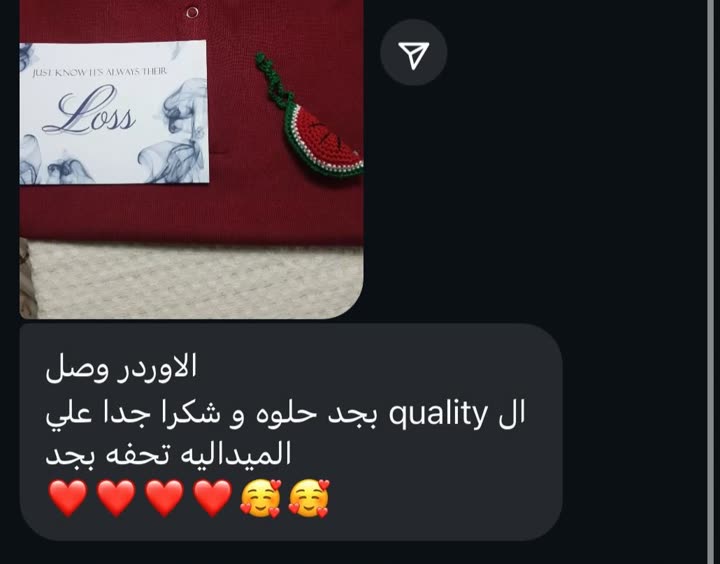 JUST KNOW IT'S ALWAYS THEIR
Loss
الاوردر وصل
ال quality بجد حلوه و شكرا جدا علي
الميداليه تحفه بجد
❤️❤️❤️❤️🥰🥰